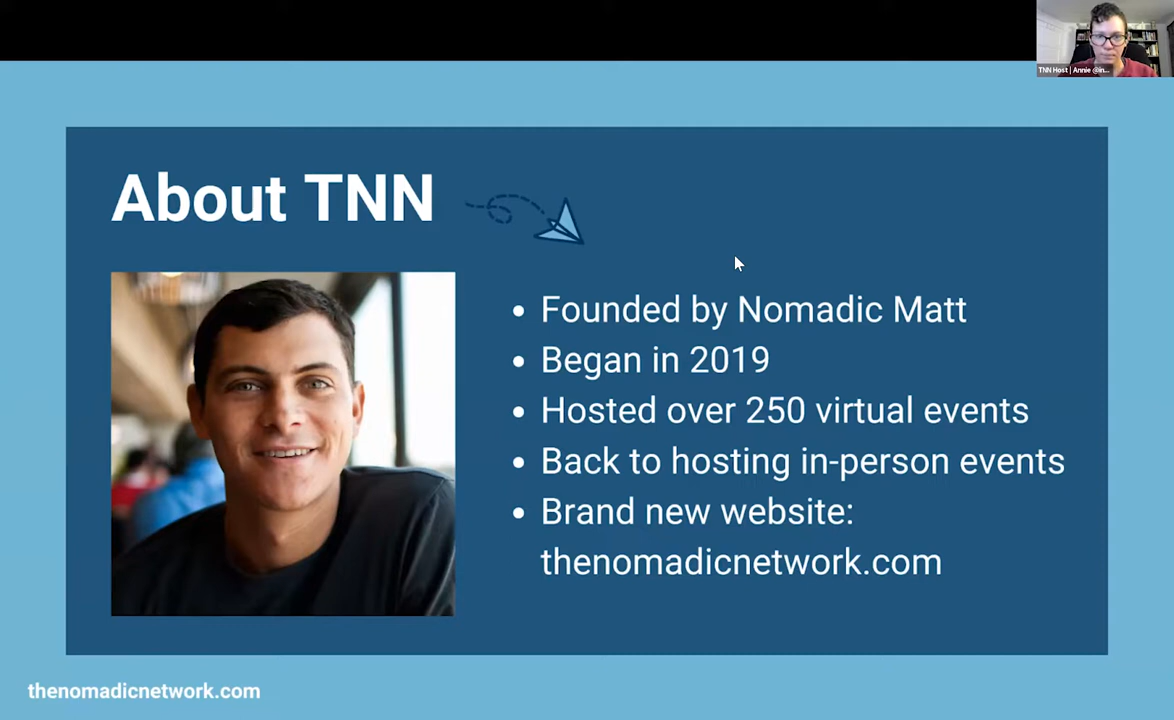 TNN Host | Annie @in...
About TNN
Founded by Nomadic Matt
Began in 2019
Hosted over 250 virtual events
Back to hosting in-person events
Brand new website:
thenomadicnetwork.com
thenomadicnetwork.com